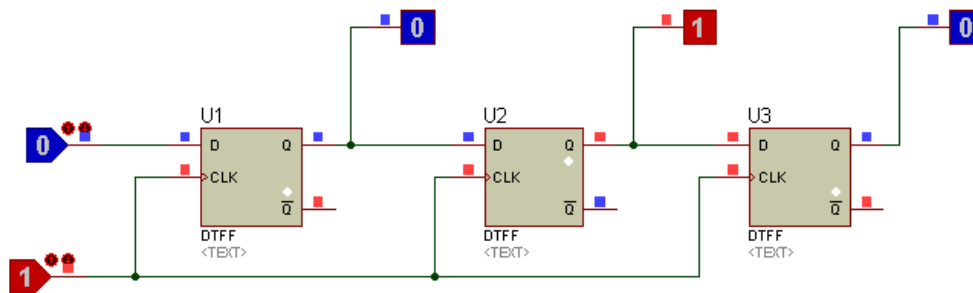 0 1 0
U1 U2 U3
0
D Q D Q D Q
CLK CLK CLK
Q Q Q
DTFF DTFF DTFF
<TEXT> <TEXT> <TEXT>
1